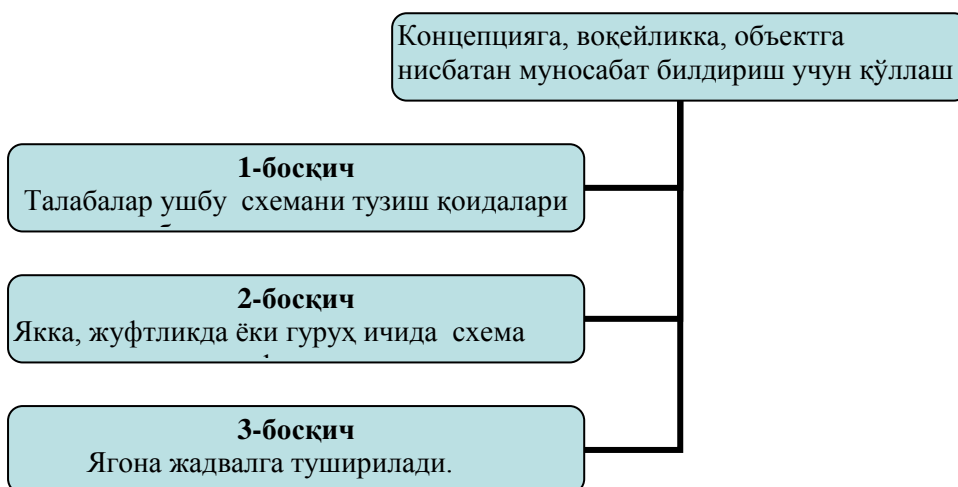 Концепцияга, воқейликка, объектга
нисбатан муносабат билдириш учун қўллаш
1-босқич
Талабалар ушбу схемани тузиш қоидалари
2-босқич
Якка, жуфтликда ёки гуруҳ ичида схема
3-босқич
Ягона жадвалга туширилади.